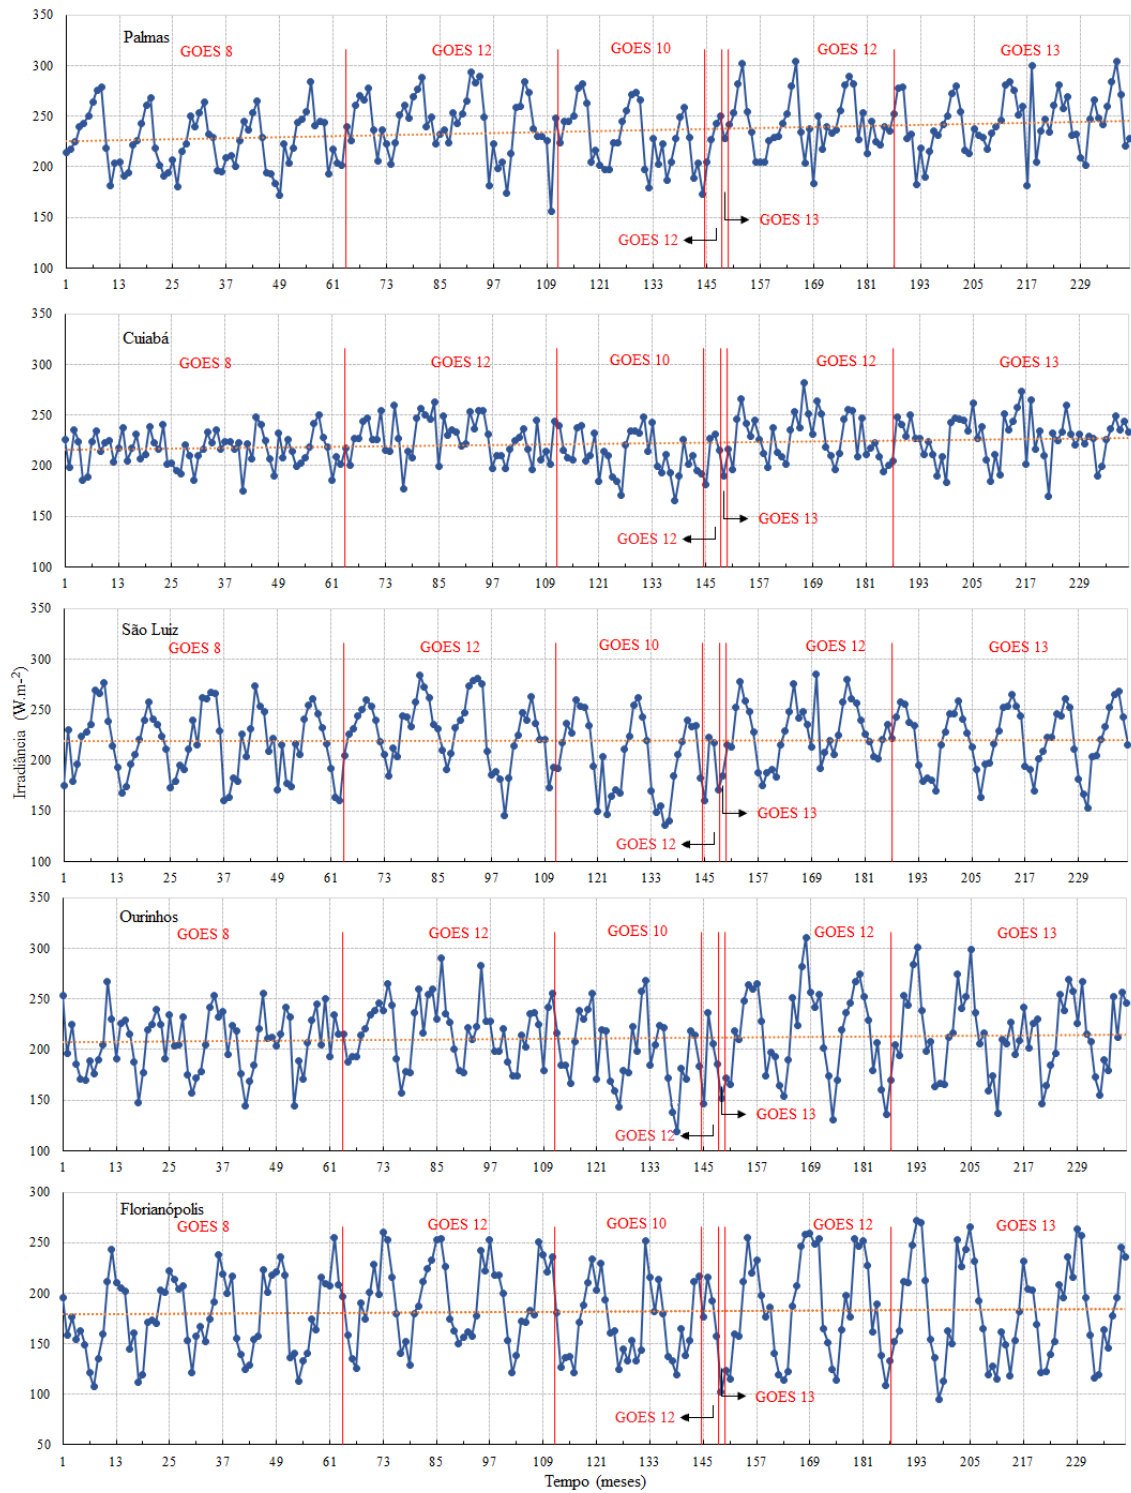 350
Palmas
GOES 8 GOES 12 GOES 10 GOES 12 GOES 13
300
250
200
GOES 13
150
GOES 12
100
1 13 25 37 49 61 73 85 97 109 121 133 145 157 169 181 193 205 217 229
350
Cuiabá
GOES 8 GOES 12 GOES 10 GOES 12 GOES 13
300
250
200
150
GOES 13
GOES 12
100
1 13 25 37 49 61 73 85 97 109 121 133 145 157 169 181 193 205 217 229
350
São Luiz
GOES 8 GOES 12 GOES 10 GOES 12 GOES 13
300
250
200
150
GOES 13
GOES 12
100
1 13 25 37 49 61 73 85 97 109 121 133 145 157 169 181 193 205 217 229
Irradiância (W.m-²)
350
Ourinhos
GOES 8 GOES 12 GOES 10 GOES 12 GOES 13
300
250
200
150
GOES 13
GOES 12
100
1 13 25 37 49 61 73 85 97 109 121 133 145 157 169 181 193 205 217 229
300
Florianópolis
GOES 8 GOES 12 GOES 10 GOES 12 GOES 13
250
200
150
100
GOES 13
GOES 12
50
1 13 25 37 49 61 73 85 97 109 121 133 145 157 169 181 193 205 217 229
Tempo (meses)